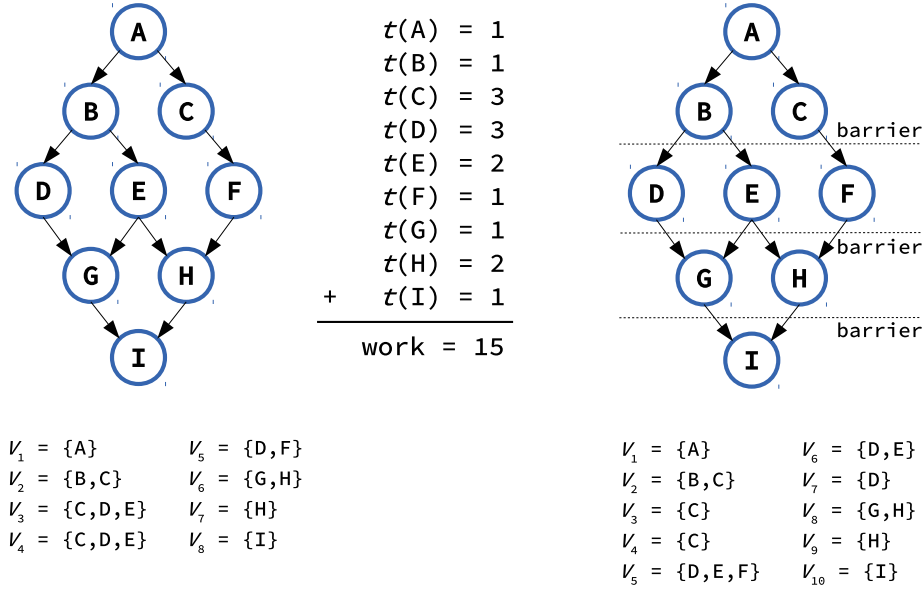 A
B C
D E F
G H
I
t(A) = 1
t(B) = 1
t(C) = 3
t(D) = 3
t(E) = 2
t(F) = 1
t(G) = 1
t(H) = 2
+ t(I) = 1
work = 15
A
B C
barrier
D E F
barrier
G H
barrier
I
V1 = {A}
V2 = {B,C}
V3 = {C,D,E}
V4 = {C,D,E}
V5 = {D,F}
V6 = {G,H}
V7 = {H}
V8 = {I}
V1 = {A}
V2 = {B,C}
V3 = {C}
V4 = {C}
V5 = {D,E,F}
V6 = {D,E}
V7 = {D}
V8 = {G,H}
V9 = {H}
V10 = {I}